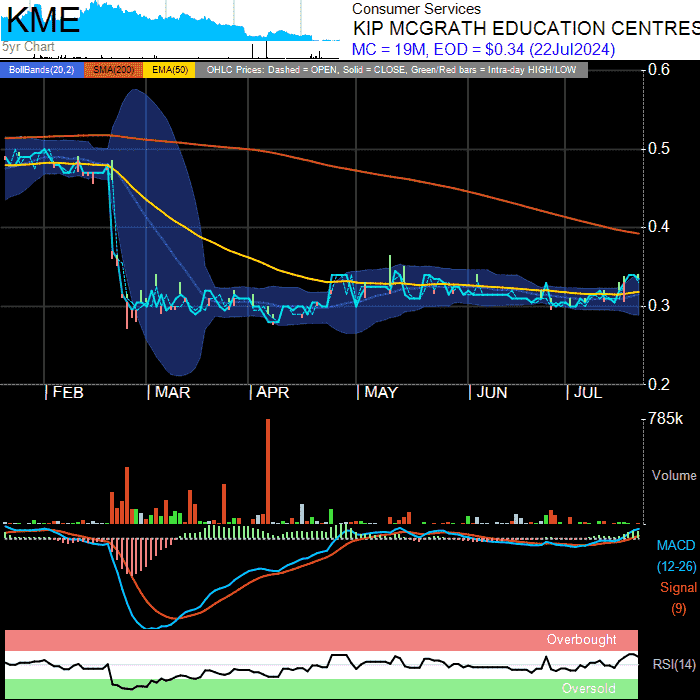 KME
5yr Chart
Consumer Services
KIP MCGRATH EDUCATION CENTRES
MC = 19M, EOD = $0.34 (22Jul2024)
BollBands(20,2) SMA(200) EMA(50) OHLC Prices: Dashed = OPEN, Solid = CLOSE, Green/Red bars = Intra-day HIGH/LOW
0.6
0.5
0.4
0.3
0.2
FEB MAR APR MAY JUN JUL
785k
Volume
MACD
(12-26)
Signal
(9)
Overbought
RSI(14)
Oversold